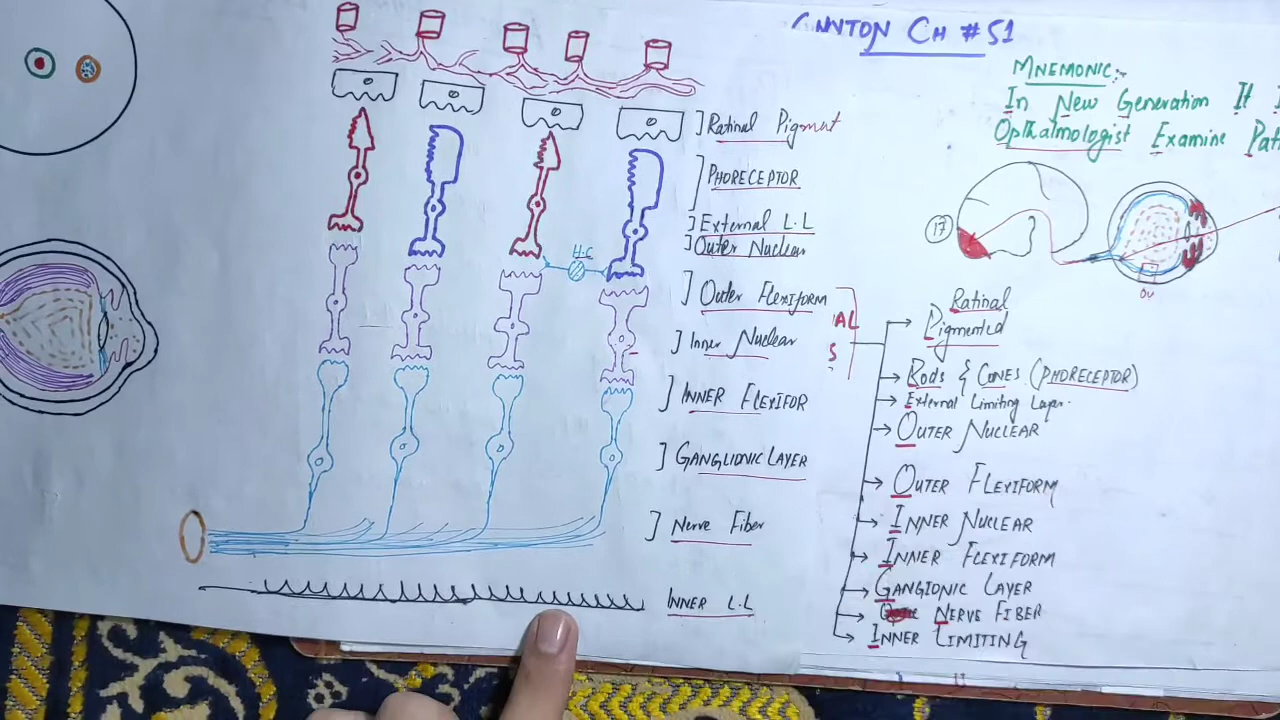 GUYTON CH # 51
MNEMONIC:-
In New Generation It I
Opthalmologist Examine Pat
Ratinal Pigment
PHORECEPTOR
External L.L
Outer Nuclear
H.C
Outer Flexiform
Inner Nuclear
INNER FLEXIFOR
GANGLIONIC LAYER
Nerve Fiber
INNER L.L
17
AL
S
Ratinal
Pigmented
RODS & CONES (PHORECEPTOR)
External Limiting Layer.
OUTER NUCLEAR
OUTER FLEXIFORM
INNER NUCLEAR
INNER FLEXIFORM
GANGIONIC LAYER
NERVE FIBER
INNER LIMITING